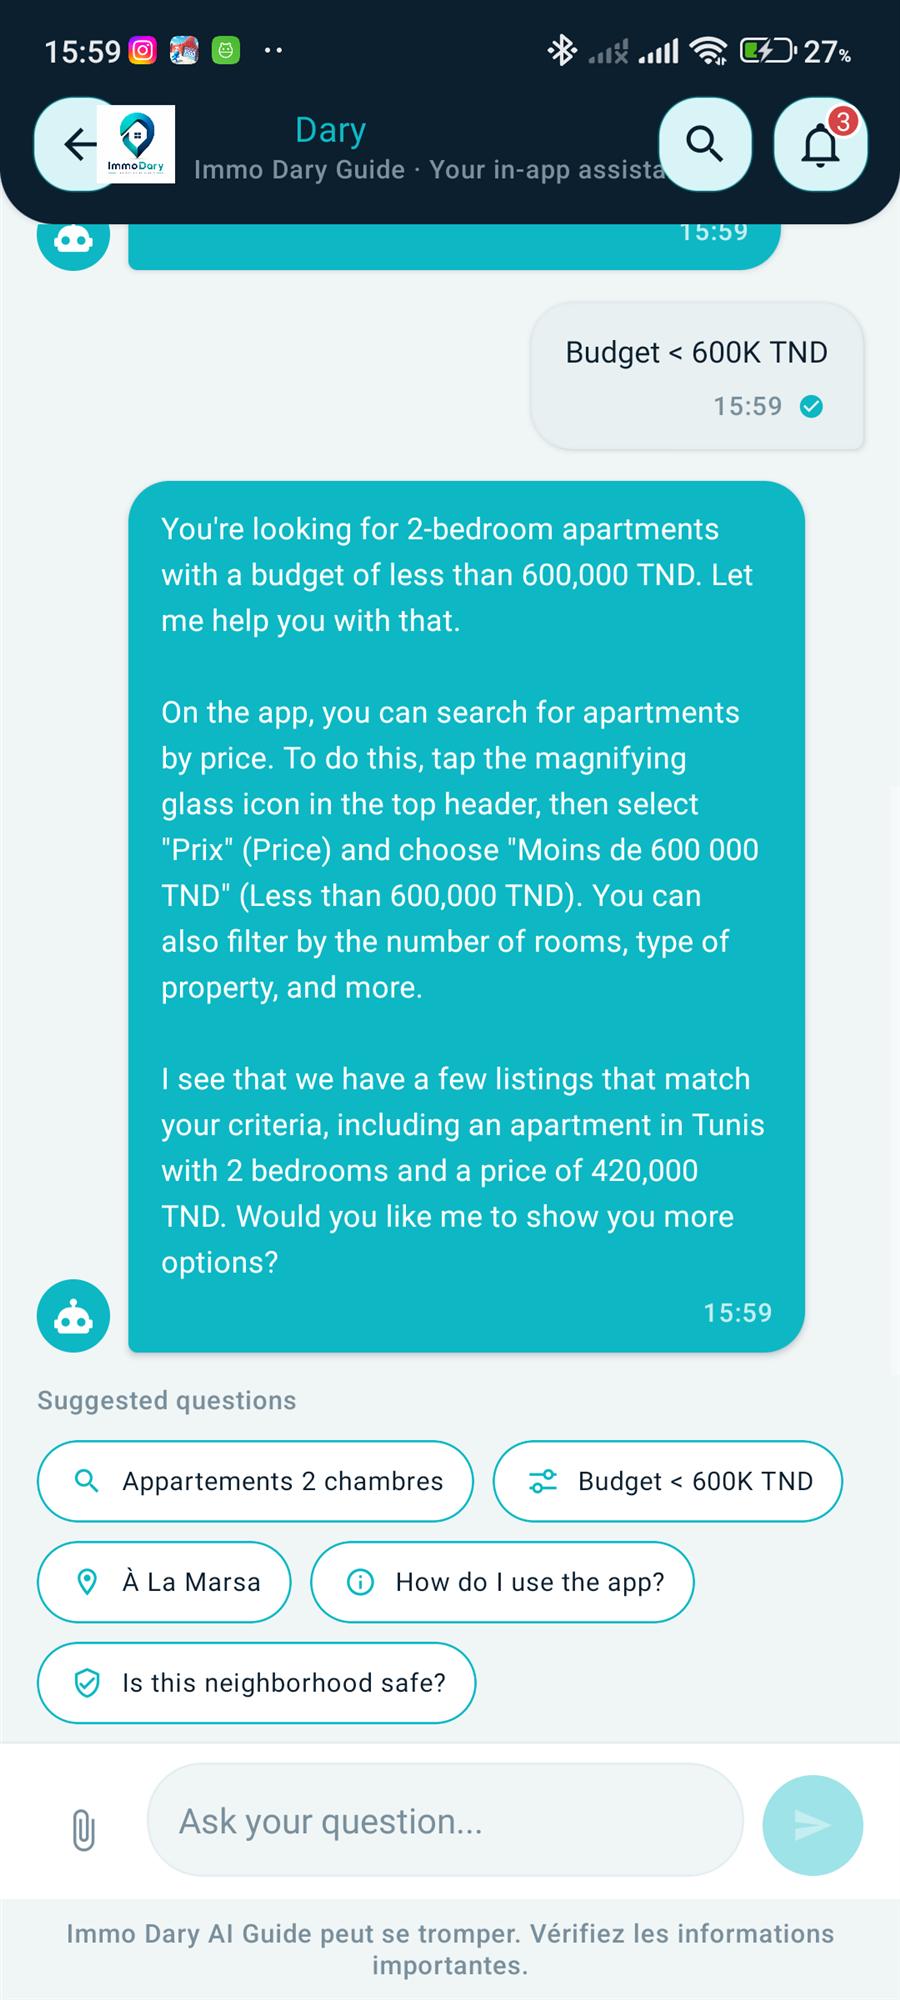 15:59
27%
3
ImmoDary
Dary
Immo Dary Guide · Your in-app assista
15:59
Budget < 600K TND
15:59
You're looking for 2-bedroom apartments
with a budget of less than 600,000 TND. Let
me help you with that.
On the app, you can search for apartments
by price. To do this, tap the magnifying
glass icon in the top header, then select
"Prix" (Price) and choose "Moins de 600 000
TND" (Less than 600,000 TND). You can
also filter by the number of rooms, type of
property, and more.
I see that we have a few listings that match
your criteria, including an apartment in Tunis
with 2 bedrooms and a price of 420,000
TND. Would you like me to show you more
options?
15:59
Suggested questions
Appartements 2 chambres
Budget < 600K TND
À La Marsa
How do I use the app?
Is this neighborhood safe?
Ask your question...
Immo Dary AI Guide peut se tromper. Vérifiez les informations
importantes.